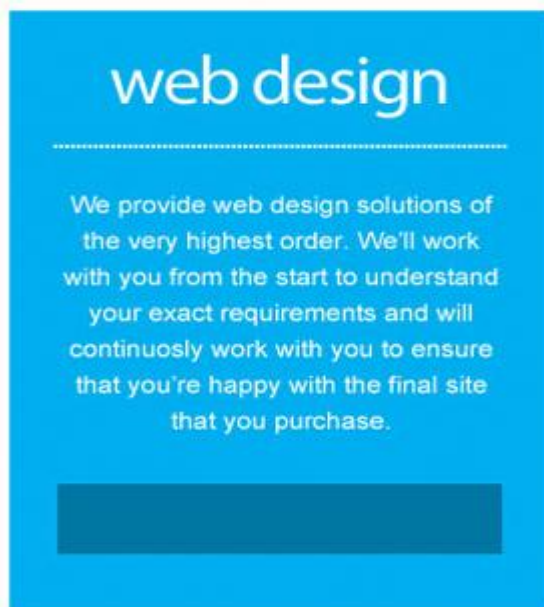 web design
We provide web design solutions of
the very highest order. We'll work
with you from the start to understand
your exact requirements and will
continuosly work with you to ensure
that you're happy with the final site
that you purchase.